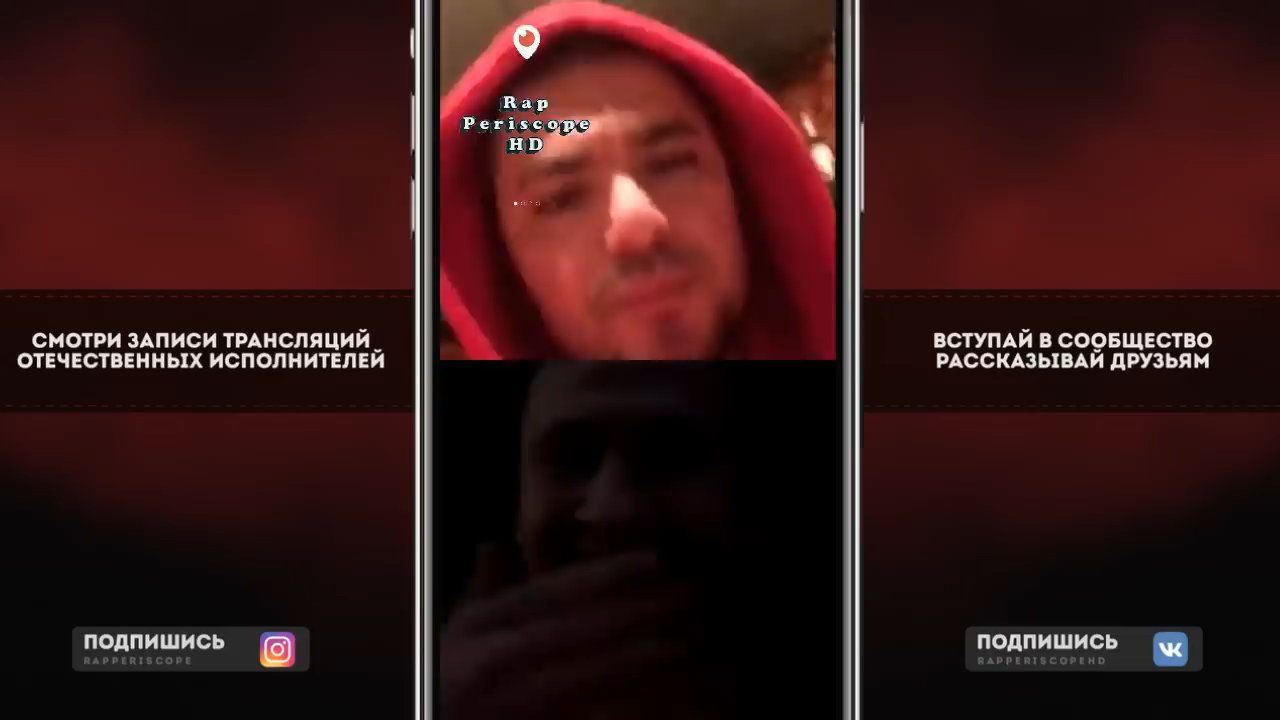 Rap
Periscope
HD
СМОТРИ ЗАПИСИ ТРАНСЛЯЦИЙ
ОТЕЧЕСТВЕННЫХ ИСПОЛНИТЕЛЕЙ
ВСТУПАЙ В СООБЩЕСТВО
РАССКАЗЫВАЙ ДРУЗЬЯМ
ПОДПИШИСЬ
RAPPERISCOPE
ПОДПИШИСЬ
RAPPERISCOPEHD